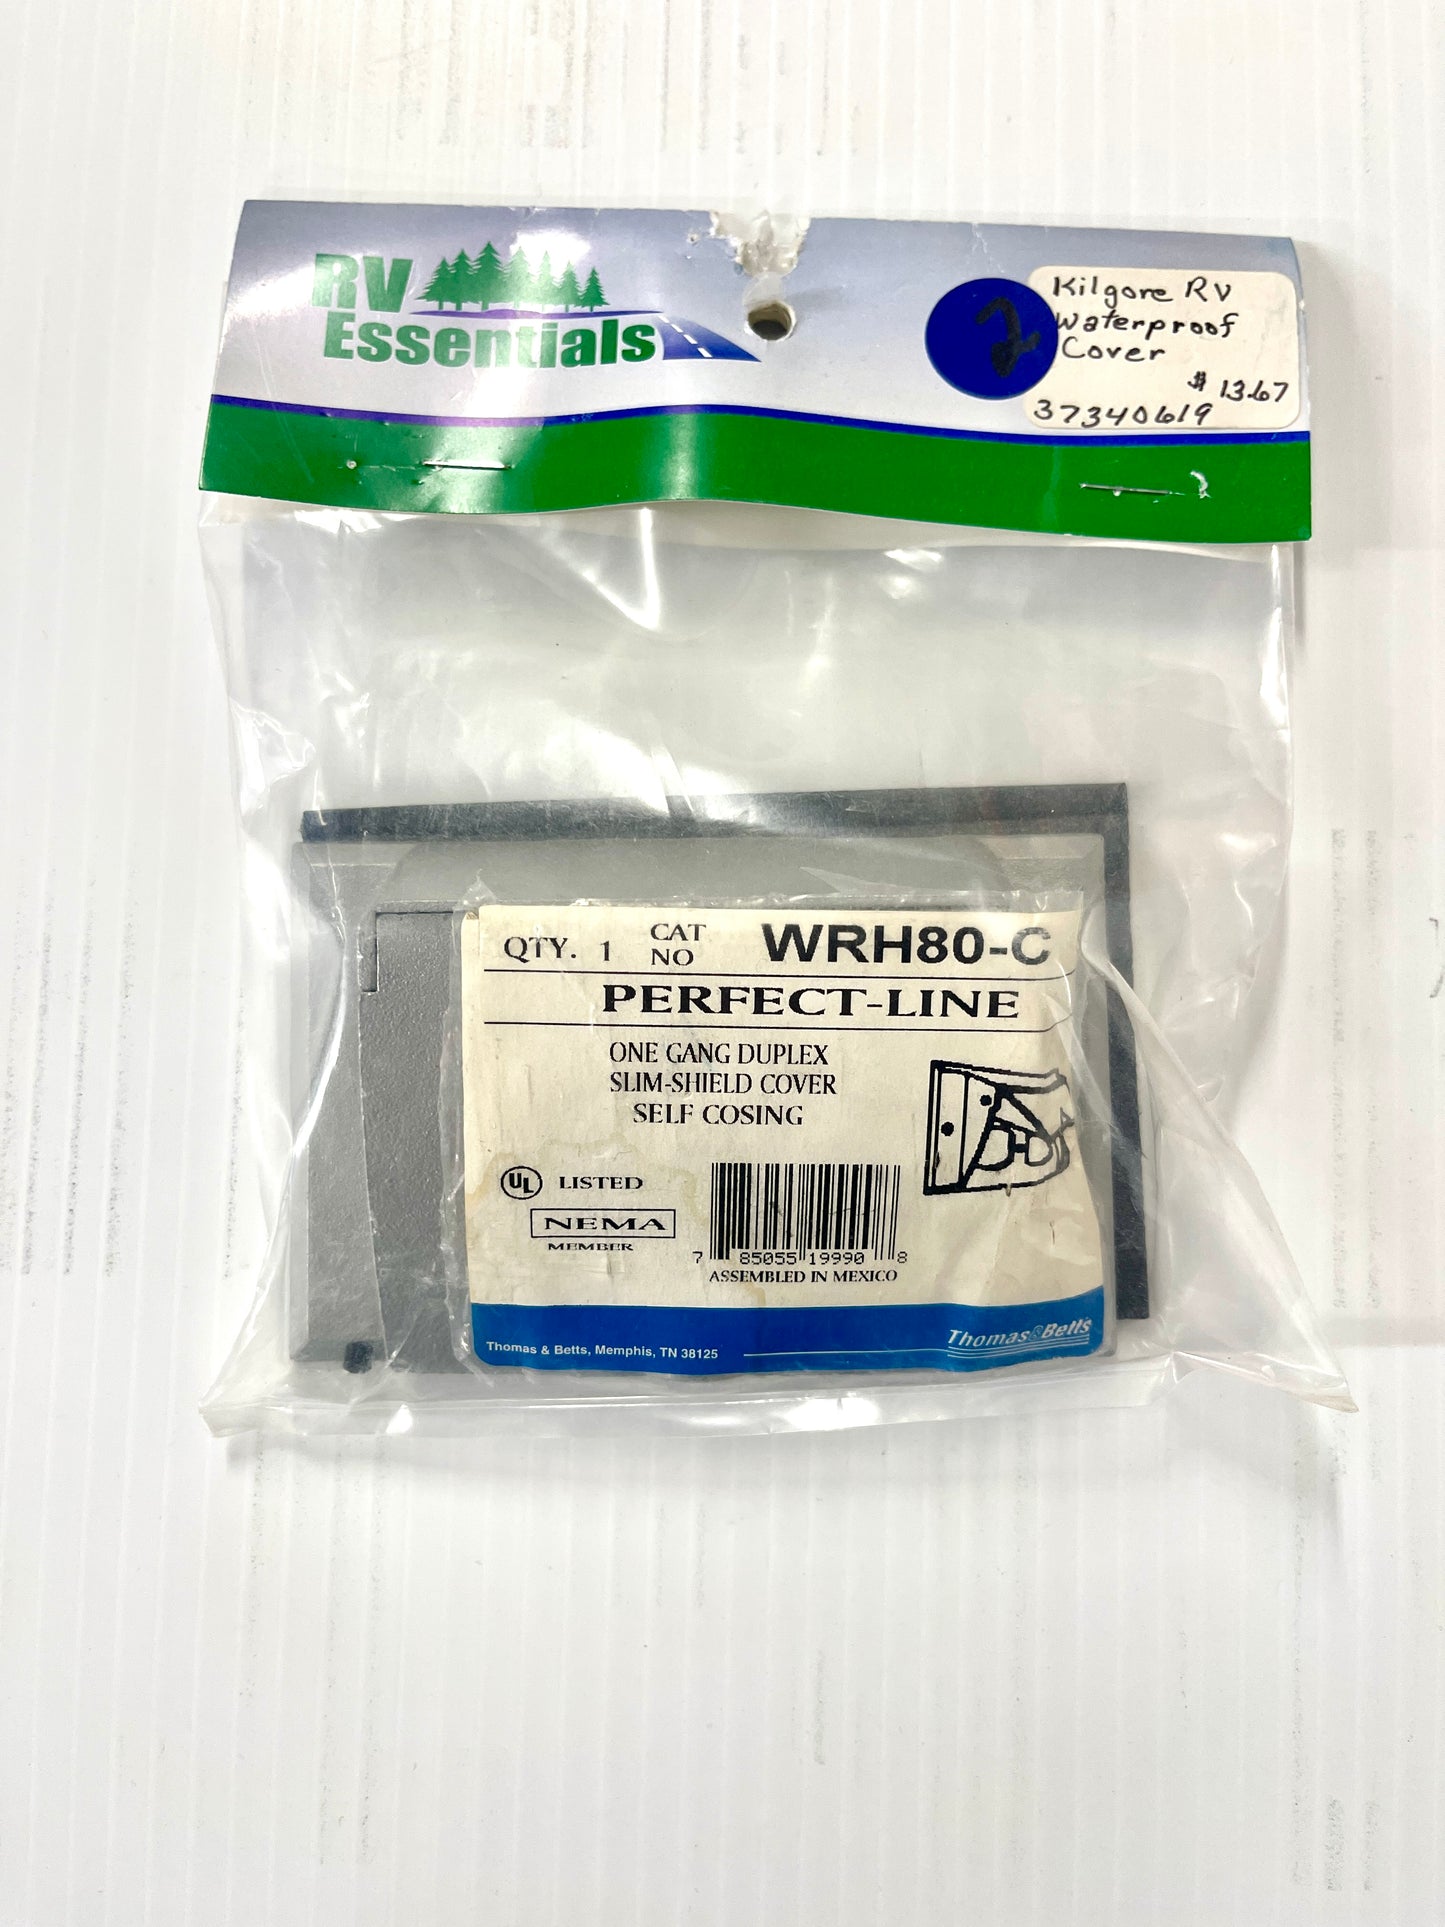 RV
Essentials
2
Kilgore RV
Waterproof
Cover
$ 13.67
37340619
QTY. 1 CAT NO WRH80-C
PERFECT-LINE
ONE GANG DUPLEX
SLIM-SHIELD COVER
SELF COSING
UL LISTED
NEMA
MEMBER
7 85055 19990 8
ASSEMBLED IN MEXICO
Thomas & Betts, Memphis, TN 38125
Thomas&Betts